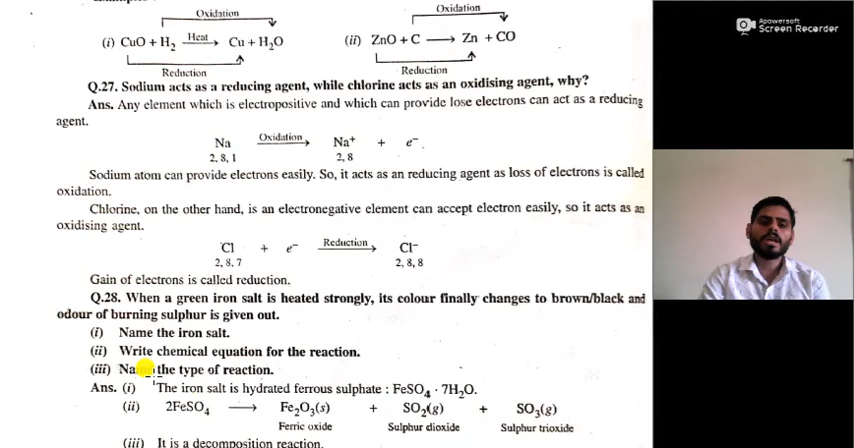 Oxidation
Oxidation
(i) CuO + H₂ Heat→ Cu + H₂O
(ii) ZnO + C ⟶ Zn + CO
Reduction
Reduction
Q.27. Sodium acts as a reducing agent, while chlorine acts as an oxidising agent, why?
Ans. Any element which is electropositive and which can provide lose electrons can act as a reducing
agent.
Na Oxidation→ Na⁺ + e⁻.
2, 8, 1 2, 8
Sodium atom can provide electrons easily. So, it acts as an reducing agent as loss of electrons is called
oxidation.
Chlorine, on the other hand, is an electronegative element can accept electron easily, so it acts as an
oxidising agent.
Cl + e⁻ Reduction→ Cl⁻
2, 8, 7 2, 8, 8
Gain of electrons is called reduction.
Q.28. When a green iron salt is heated strongly, its colour finally changes to brown/black and
odour of burning sulphur is given out.
(i) Name the iron salt.
(ii) Write chemical equation for the reaction.
(iii) Name the type of reaction.
Ans. (i) The iron salt is hydrated ferrous sulphate : FeSO₄ · 7H₂O.
(ii) 2FeSO₄ ⟶ Fe₂O₃(s) + SO₂(g) + SO₃(g)
Ferric oxide Sulphur dioxide Sulphur trioxide
(iii) It is a decomposition reaction.
Apowersoft
Screen Recorder